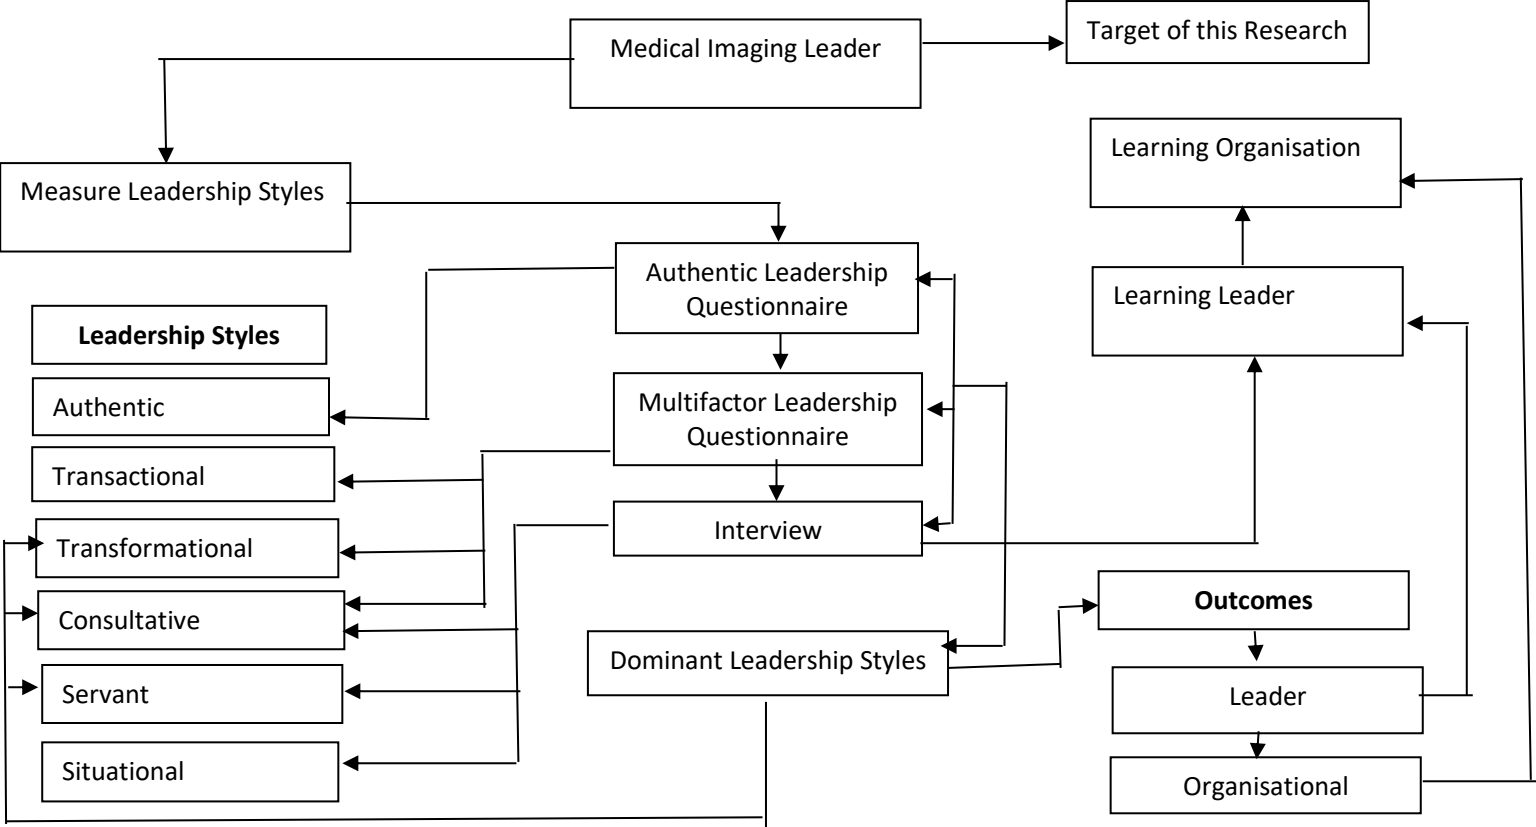 Medical Imaging Leader
Target of this Research
Measure Leadership Styles
Learning Organisation
Authentic Leadership
Questionnaire
Learning Leader
Leadership Styles
Authentic
Multifactor Leadership
Questionnaire
Transactional
Interview
Transformational
Consultative
Outcomes
Dominant Leadership Styles
Servant
Leader
Situational
Organisational